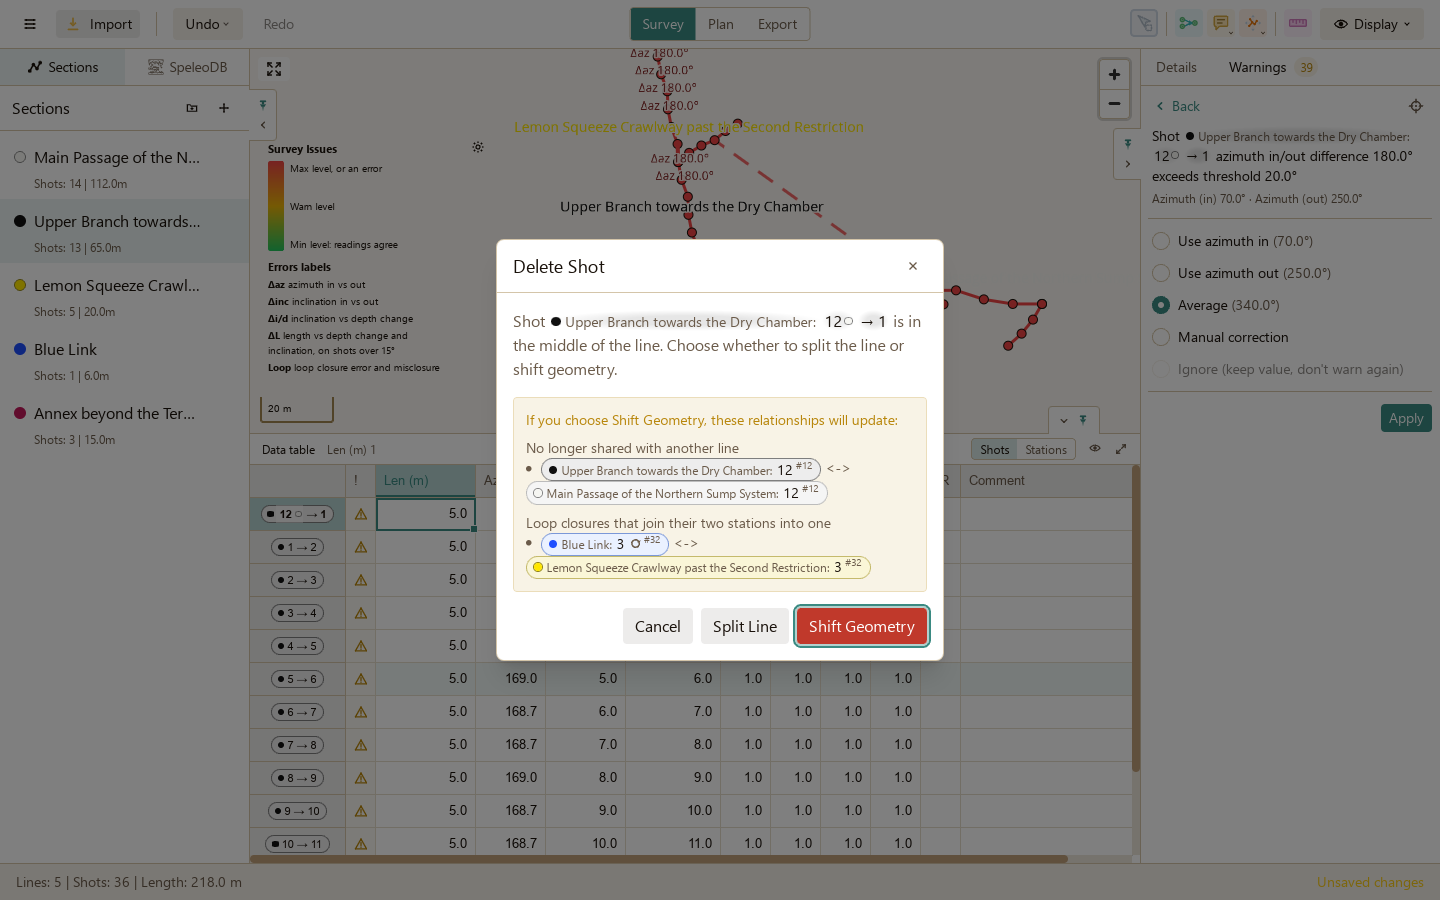 Import
Undo
Redo
Survey
Plan
Export
Display
Sections
SpeleoDB
Sections
Main Passage of the N...
Shots: 14 | 112.0m
Upper Branch towards...
Shots: 13 | 65.0m
Lemon Squeeze Crawl...
Shots: 5 | 20.0m
Blue Link
Shots: 1 | 6.0m
Annex beyond the Ter...
Shots: 3 | 15.0m
Δaz 180.0°
Δaz 180.0°
Δaz 180.0°
Δaz 180.0°
Lemon Squeeze Crawlway past the Second Restriction
Δaz 180.0°
Δaz 180.0°
Upper Branch towards the Dry Chamber
Survey Issues
Max level, or an error
Warn level
Min level: readings agree
Errors labels
Δaz azimuth in vs out
Δinc inclination in vs out
Δi/d inclination vs depth change
ΔL length vs depth change and
inclination, on shots over 15°
Loop loop closure error and misclosure
20 m
Details
Warnings 39
Back
Shot Upper Branch towards the Dry Chamber:
12 → 1 azimuth in/out difference 180.0°
exceeds threshold 20.0°
Azimuth (in) 70.0° · Azimuth (out) 250.0°
Use azimuth in (70.0°)
Use azimuth out (250.0°)
Average (340.0°)
Manual correction
Ignore (keep value, don't warn again)
Apply
Delete Shot
×
Shot Upper Branch towards the Dry Chamber: 12 → 1 is in
the middle of the line. Choose whether to split the line or
shift geometry.
If you choose Shift Geometry, these relationships will update:
No longer shared with another line
• Upper Branch towards the Dry Chamber: 12 #12 <->
Main Passage of the Northern Sump System: 12 #12
Loop closures that join their two stations into one
• Blue Link: 3 #32 <->
Lemon Squeeze Crawlway past the Second Restriction: 3 #32
Cancel
Split Line
Shift Geometry
Data table
Len (m) 1
Shots
Stations
! Len (m) Az R Comment
12 → 1 5.0
1 → 2 5.0
2 → 3 5.0
3 → 4 5.0
4 → 5 5.0
5 → 6 5.0 169.0 5.0 6.0 1.0 1.0 1.0 1.0
6 → 7 5.0 168.7 6.0 7.0 1.0 1.0 1.0 1.0
7 → 8 5.0 168.7 7.0 8.0 1.0 1.0 1.0 1.0
8 → 9 5.0 169.0 8.0 9.0 1.0 1.0 1.0 1.0
9 → 10 5.0 168.7 9.0 10.0 1.0 1.0 1.0 1.0
10 → 11 5.0 168.7 10.0 11.0 1.0 1.0 1.0 1.0
Lines: 5 | Shots: 36 | Length: 218.0 m
Unsaved changes